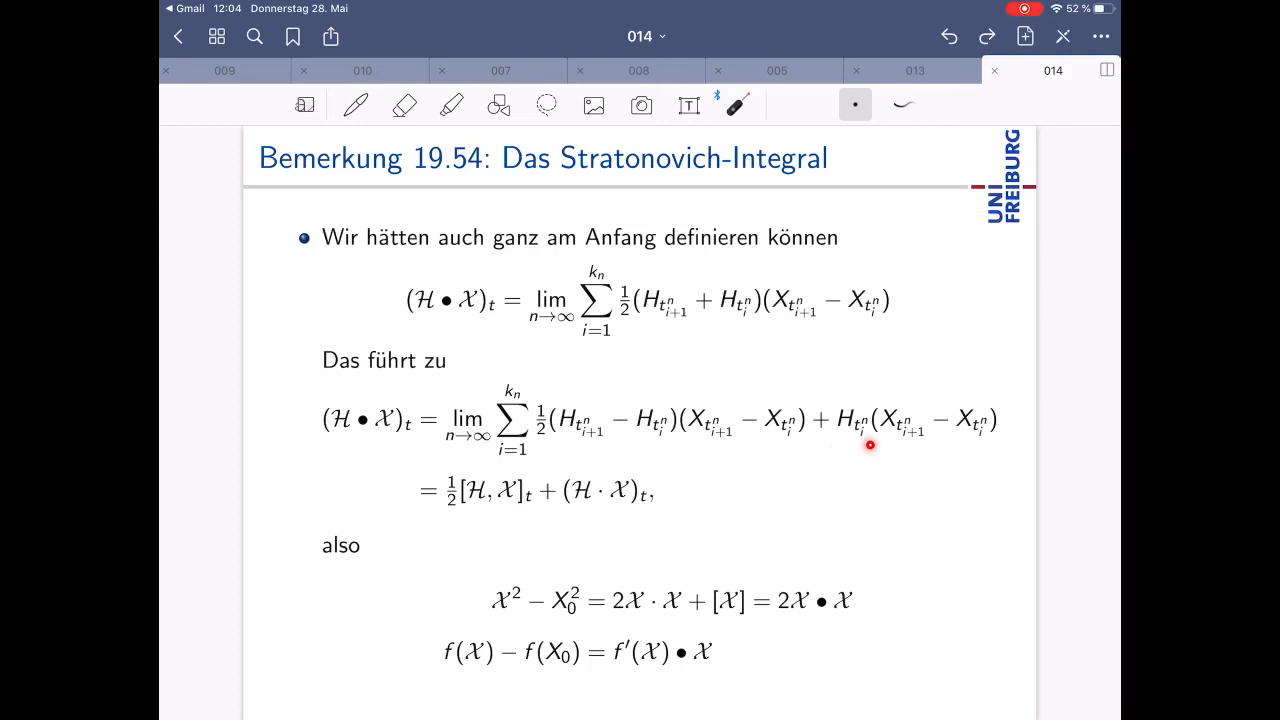 Gmail 12:04 Donnerstag 28. Mai 52 %
014
009 010 007 008 005 013 014
T
Bemerkung 19.54: Das Stratonovich-Integral
UNI
FREIBURG
Wir hätten auch ganz am Anfang definieren können
(ℋ • 𝒳)_t = lim_{n→∞} ∑_{i=1}^{k_n} ½(H_{t^n_{i+1}} + H_{t^n_i})(X_{t^n_{i+1}} − X_{t^n_i})
Das führt zu
(ℋ • 𝒳)_t = lim_{n→∞} ∑_{i=1}^{k_n} ½(H_{t^n_{i+1}} − H_{t^n_i})(X_{t^n_{i+1}} − X_{t^n_i}) + H_{t^n_i}(X_{t^n_{i+1}} − X_{t^n_i})
= ½[ℋ, 𝒳]_t + (ℋ · 𝒳)_t,
also
𝒳² − X₀² = 2𝒳 · 𝒳 + [𝒳] = 2𝒳 • 𝒳
f(𝒳) − f(X₀) = f′(𝒳) • 𝒳